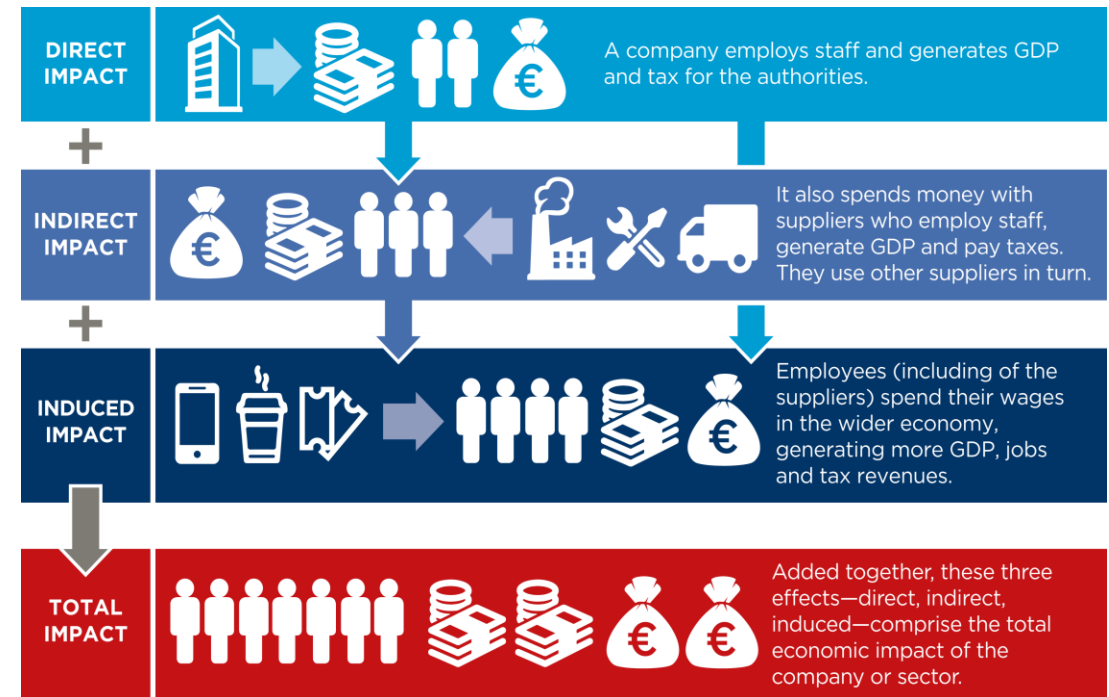 DIRECT
IMPACT
€
A company employs staff and generates GDP
and tax for the authorities.
+
INDIRECT
IMPACT
€
It also spends money with
suppliers who employ staff,
generate GDP and pay taxes.
They use other suppliers in turn.
+
INDUCED
IMPACT
€
Employees (including of the
suppliers) spend their wages
in the wider economy,
generating more GDP, jobs
and tax revenues.
TOTAL
IMPACT
€ €
Added together, these three
effects—direct, indirect,
induced—comprise the total
economic impact of the
company or sector.